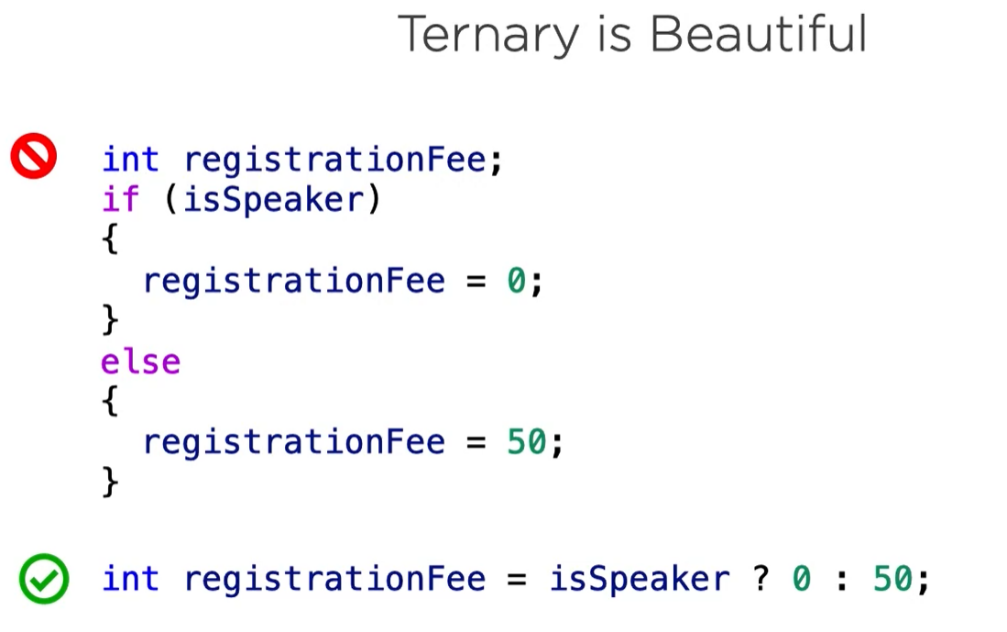 Ternary is Beautiful
int registrationFee;
if (isSpeaker)
{
  registrationFee = 0;
}
else
{
  registrationFee = 50;
}
int registrationFee = isSpeaker ? 0 : 50;